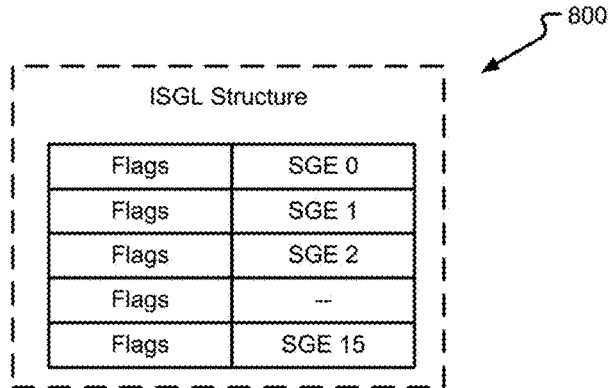 800
ISGL Structure
Flags SGE 0
Flags SGE 1
Flags SGE 2
Flags ---
Flags SGE 15